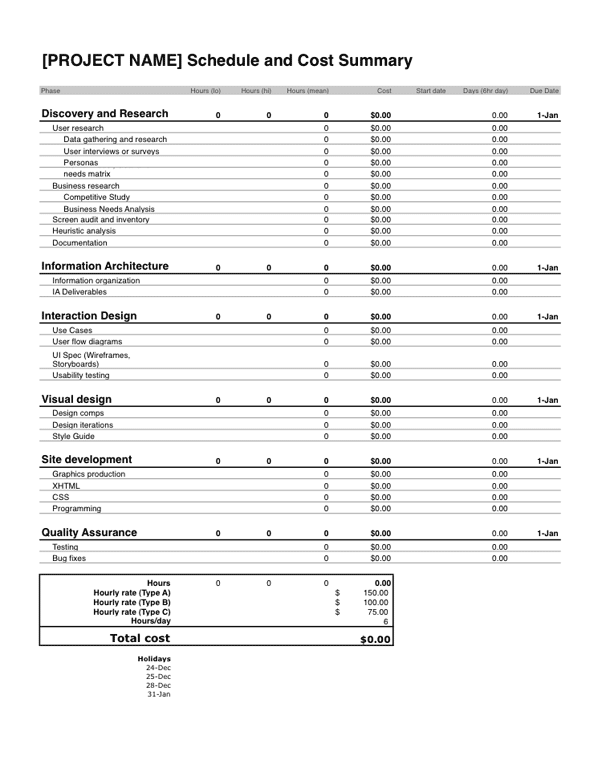 [PROJECT NAME] Schedule and Cost Summary
Phase Hours (lo) Hours (hi) Hours (mean) Cost Start date Days (6hr day) Due Date
Discovery and Research 0 0 0 $0.00 0.00 1-Jan
User research 0 $0.00 0.00
Data gathering and research 0 $0.00 0.00
User interviews or surveys 0 $0.00 0.00
Personas 0 $0.00 0.00
needs matrix 0 $0.00 0.00
Business research 0 $0.00 0.00
Competitive Study 0 $0.00 0.00
Business Needs Analysis 0 $0.00 0.00
Screen audit and inventory 0 $0.00 0.00
Heuristic analysis 0 $0.00 0.00
Documentation 0 $0.00 0.00
Information Architecture 0 0 0 $0.00 0.00 1-Jan
Information organization 0 $0.00 0.00
IA Deliverables 0 $0.00 0.00
Interaction Design 0 0 0 $0.00 0.00 1-Jan
Use Cases 0 $0.00 0.00
User flow diagrams 0 $0.00 0.00
UI Spec (Wireframes,
Storyboards) 0 $0.00 0.00
Usability testing 0 $0.00 0.00
Visual design 0 0 0 $0.00 0.00 1-Jan
Design comps 0 $0.00 0.00
Design iterations 0 $0.00 0.00
Style Guide 0 $0.00 0.00
Site development 0 0 0 $0.00 0.00 1-Jan
Graphics production 0 $0.00 0.00
XHTML 0 $0.00 0.00
CSS 0 $0.00 0.00
Programming 0 $0.00 0.00
Quality Assurance 0 0 0 $0.00 0.00 1-Jan
Testing 0 $0.00 0.00
Bug fixes 0 $0.00 0.00
Hours 0 0 0 0.00
Hourly rate (Type A) $ 150.00
Hourly rate (Type B) $ 100.00
Hourly rate (Type C) $ 75.00
Hours/day 6
Total cost $0.00
Holidays
24-Dec
25-Dec
28-Dec
31-Jan